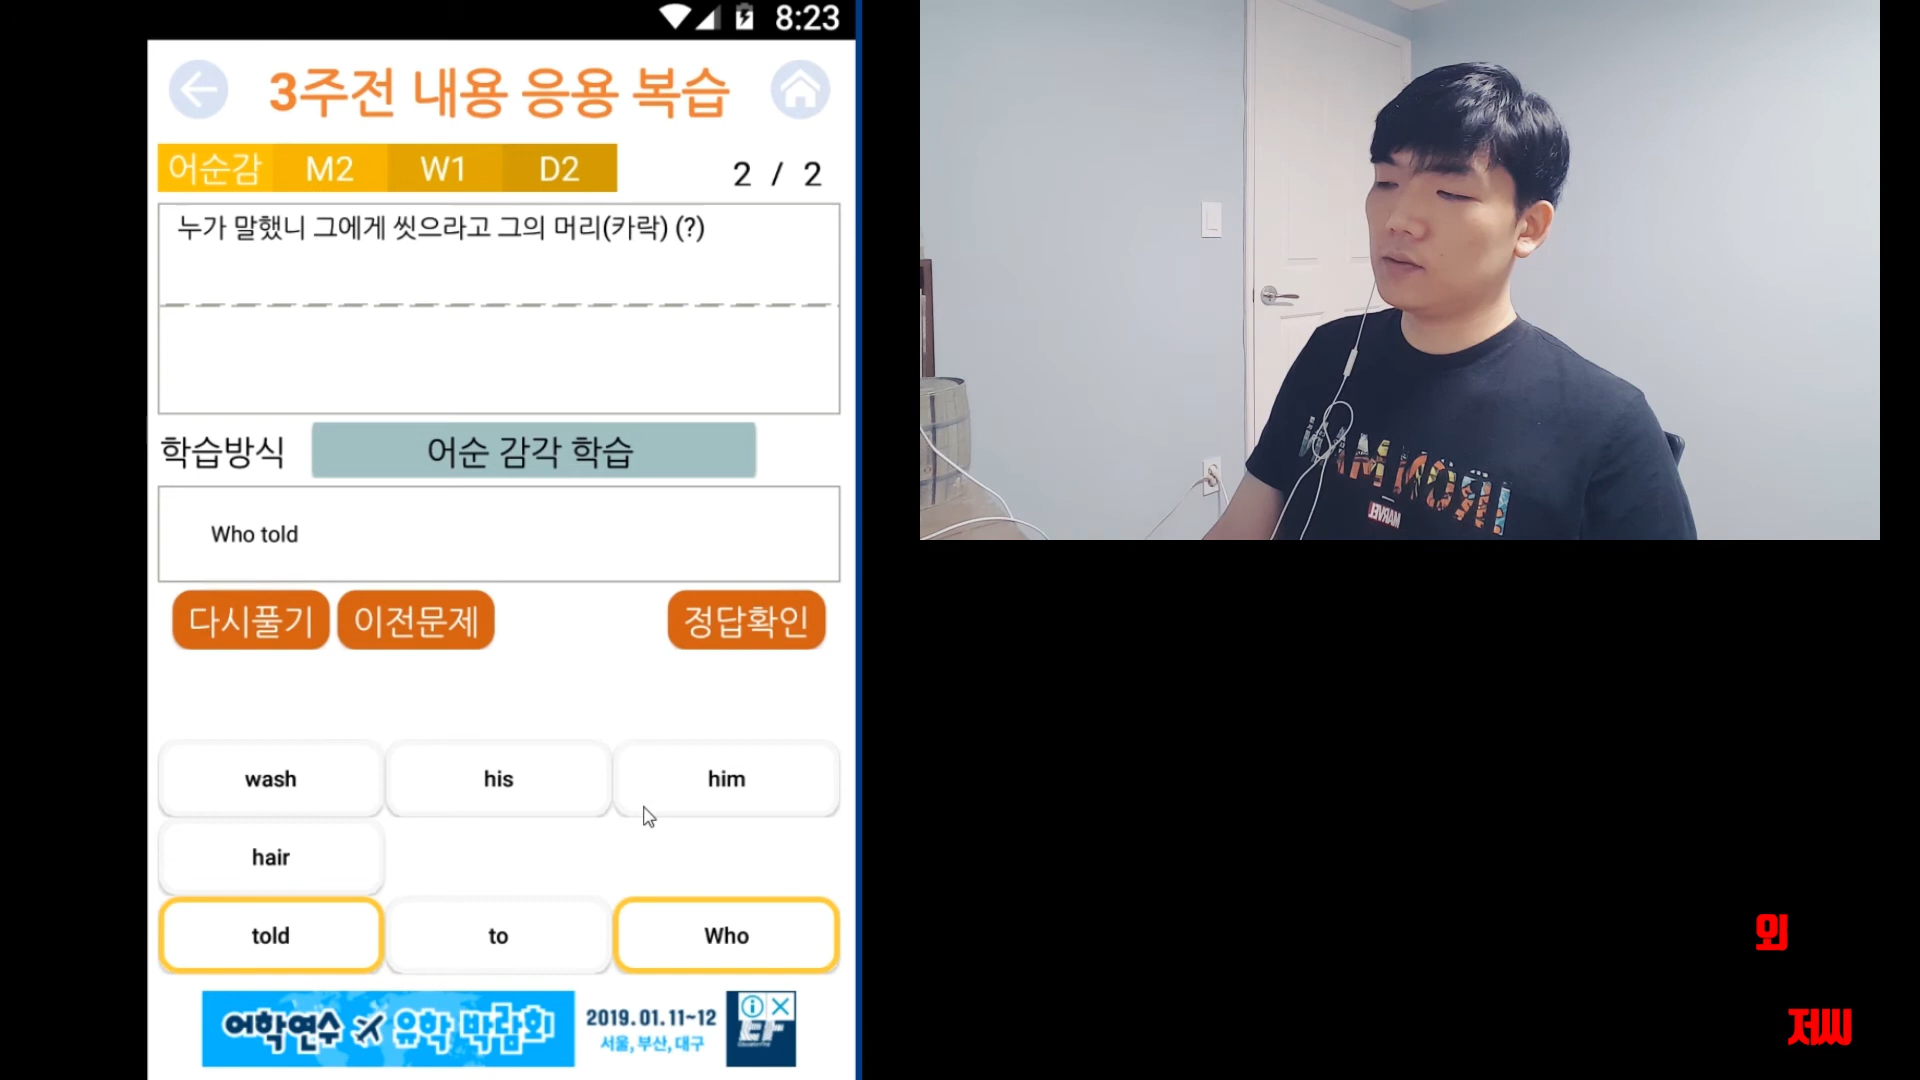 8:23
3주전 내용 응용 복습
어순감 M2 W1 D2 2 / 2
누가 말했니 그에게 씻으라고 그의 머리(카락) (?)
학습방식 어순 감각 학습
Who told
다시풀기 이전문제 정답확인
wash his him
hair
told to Who
어학연수 유학 박람회
2019.01.11~12
서울, 부산, 대구
EF
MARVEL
외
저씨